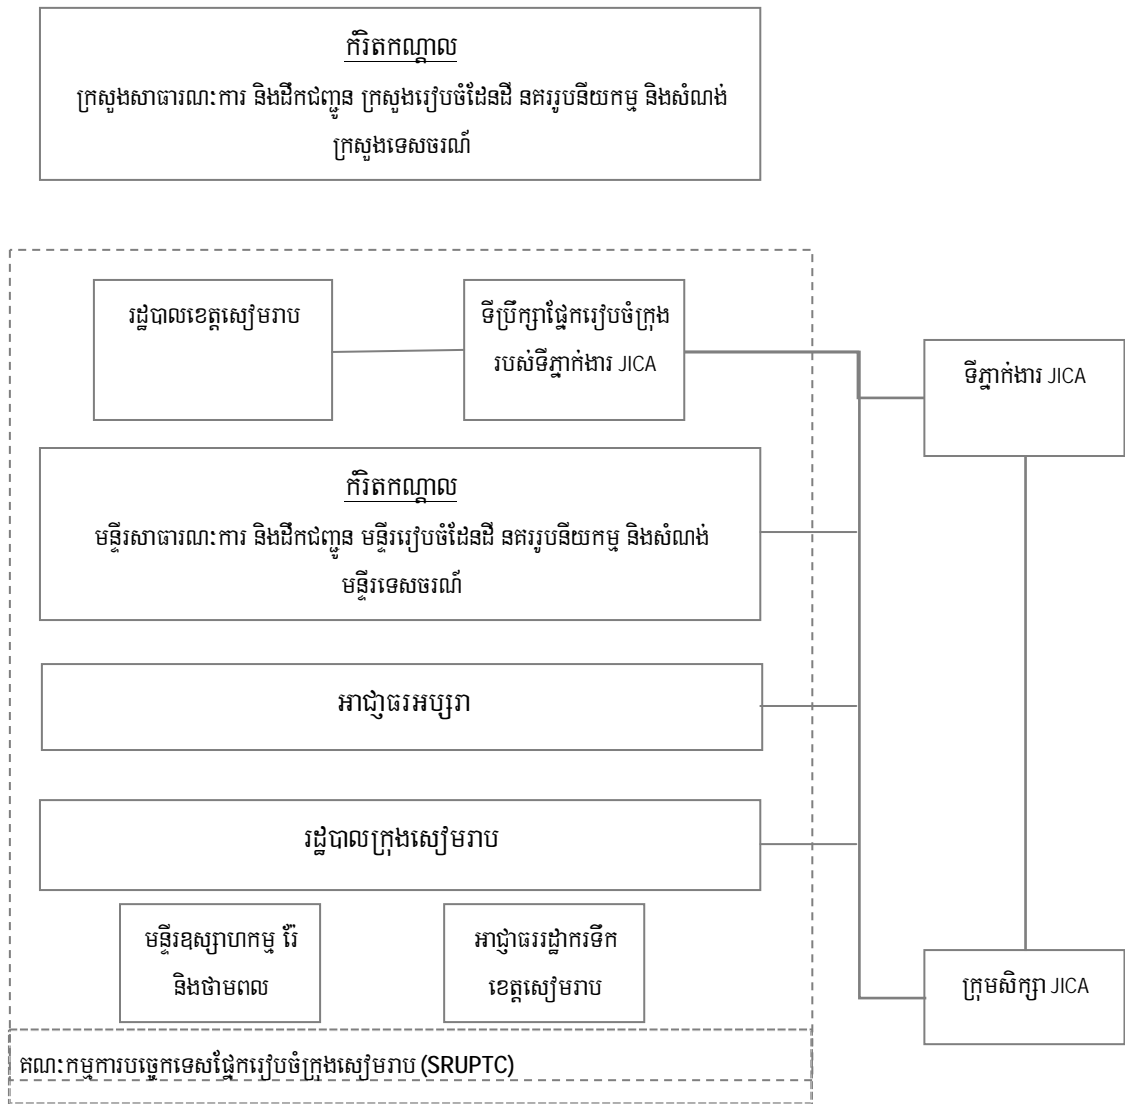 កំរិតកណ្តាល
ក្រសួងសាធារណៈការ និងដឹកជញ្ជូន ក្រសួងរៀបចំដែនដី នគររូបនីយកម្ម និងសំណង់
ក្រសួងទេសចរណ៍
រដ្ឋបាលខេត្តសៀមរាប
ទីប្រឹក្សាផ្នែករៀបចំក្រុង
របស់ទីភ្នាក់ងារ JICA
ទីភ្នាក់ងារ JICA
កំរិតកណ្តាល
មន្ទីរសាធារណៈការ និងដឹកជញ្ជូន មន្ទីររៀបចំដែនដី នគររូបនីយកម្ម និងសំណង់
មន្ទីរទេសចរណ៍
អាជ្ញាធរអប្សរា
រដ្ឋបាលក្រុងសៀមរាប
មន្ទីរឧស្សាហកម្ម រ៉ែ
និងថាមពល
អាជ្ញាធររដ្ឋាករទឹក
ខេត្តសៀមរាប
ក្រុមសិក្សា JICA
គណៈកម្មការបច្ចេកទេសផ្នែករៀបចំក្រុងសៀមរាប (SRUPTC)